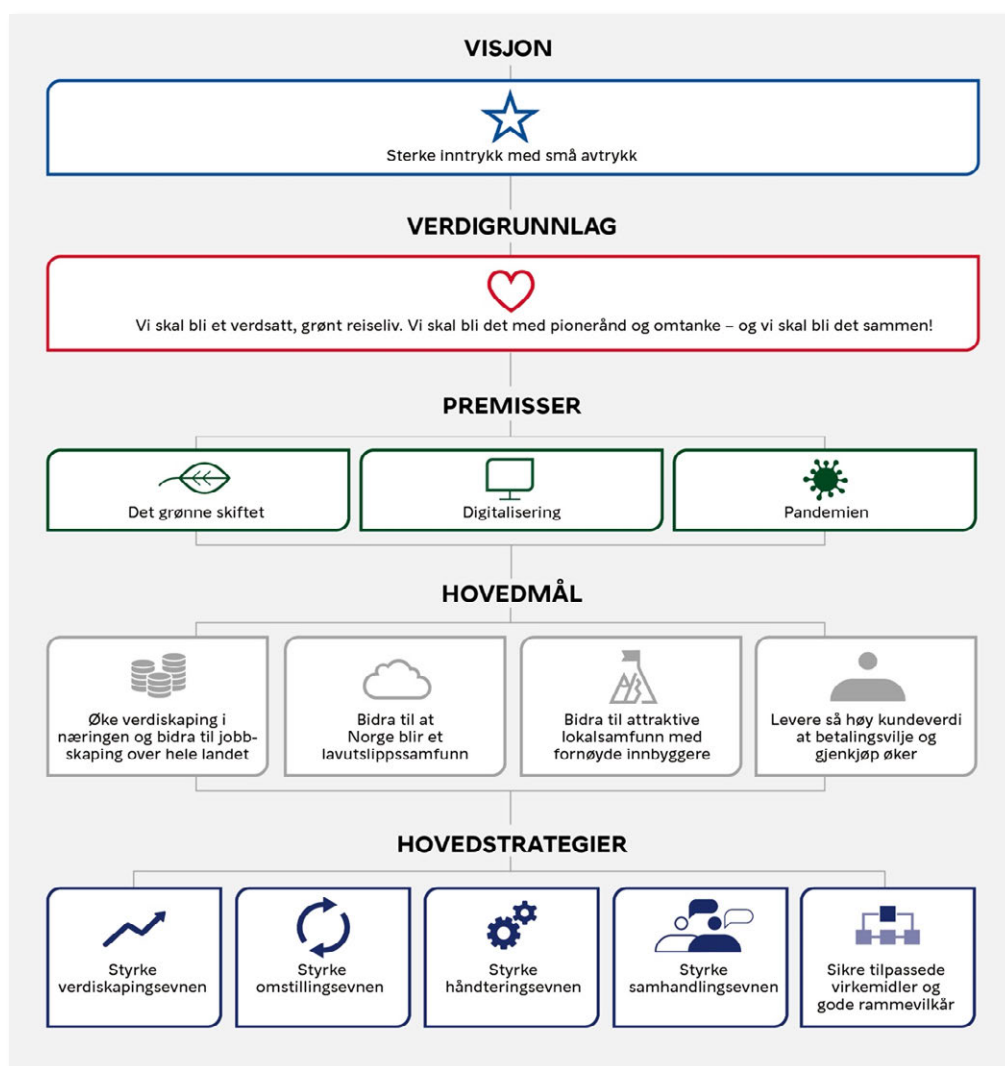 VISJON
Sterke inntrykk med små avtrykk
VERDIGRUNNLAG
Vi skal bli et verdsatt, grønt reiseliv. Vi skal bli det med pionerånd og omtanke – og vi skal bli det sammen!
PREMISSER
Det grønne skiftet
Digitalisering
Pandemien
HOVEDMÅL
Øke verdiskaping i
næringen og bidra til jobb-
skaping over hele landet
Bidra til at
Norge blir et
lavutslippssamfunn
Bidra til attraktive
lokalsamfunn med
fornøyde innbyggere
Levere så høy kundeverdi
at betalingsvilje og
gjenkjøp øker
HOVEDSTRATEGIER
Styrke
verdiskapingsevnen
Styrke
omstillingsevnen
Styrke
håndteringsevnen
Styrke
samhandlingsevnen
Sikre tilpassede
virkemidler og
gode rammevilkår